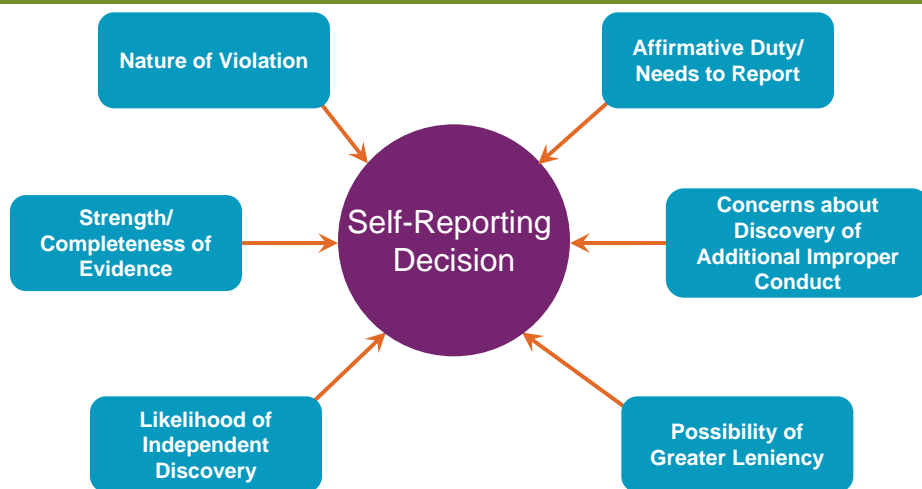 Nature of Violation
Affirmative Duty/
Needs to Report
Strength/
Completeness of
Evidence
Self-Reporting
Decision
Concerns about
Discovery of
Additional Improper
Conduct
Likelihood of
Independent
Discovery
Possibility of
Greater Leniency